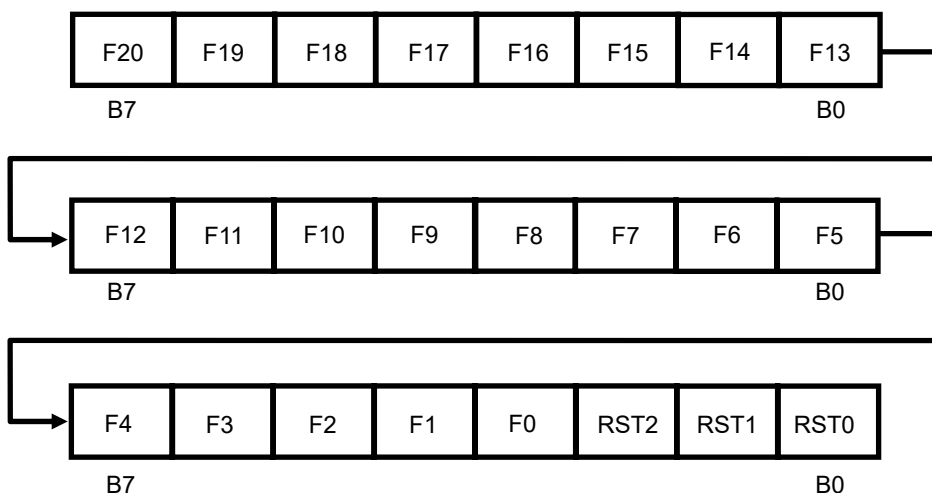 F20 F19 F18 F17 F16 F15 F14 F13
B7 B0
F12 F11 F10 F9 F8 F7 F6 F5
B7 B0
F4 F3 F2 F1 F0 RST2 RST1 RST0
B7 B0